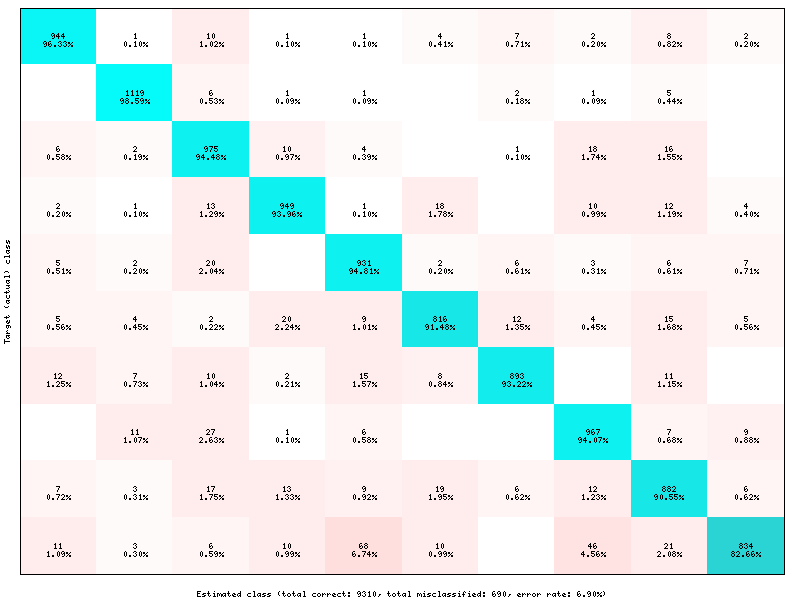 944 1 10 1 1 4 7 2 8 2
96.33% 0.10% 1.02% 0.10% 0.10% 0.41% 0.71% 0.20% 0.82% 0.20%
1119 6 1 1 2 1 5
98.59% 0.53% 0.09% 0.09% 0.18% 0.09% 0.44%
6 2 975 10 4 1 18 16
0.58% 0.19% 94.48% 0.97% 0.39% 0.10% 1.74% 1.55%
2 1 13 949 1 18 10 12 4
0.20% 0.10% 1.29% 93.96% 0.10% 1.78% 0.99% 1.19% 0.40%
5 2 20 931 2 6 3 6 7
0.51% 0.20% 2.04% 94.81% 0.20% 0.61% 0.31% 0.61% 0.71%
5 4 2 20 9 816 12 4 15 5
0.56% 0.45% 0.22% 2.24% 1.01% 91.48% 1.35% 0.45% 1.68% 0.56%
12 7 10 2 15 8 893 11
1.25% 0.73% 1.04% 0.21% 1.57% 0.84% 93.22% 1.15%
11 27 1 6 967 7 9
1.07% 2.63% 0.10% 0.58% 94.07% 0.68% 0.88%
7 3 17 13 9 19 6 12 882 6
0.72% 0.31% 1.75% 1.33% 0.92% 1.95% 0.62% 1.23% 90.55% 0.62%
11 3 6 10 68 10 46 21 834
1.09% 0.30% 0.59% 0.99% 6.74% 0.99% 4.56% 2.08% 82.66%
Target (actual) class
Estimated class (total correct: 9310, total misclassified: 690, error rate: 6.90%)